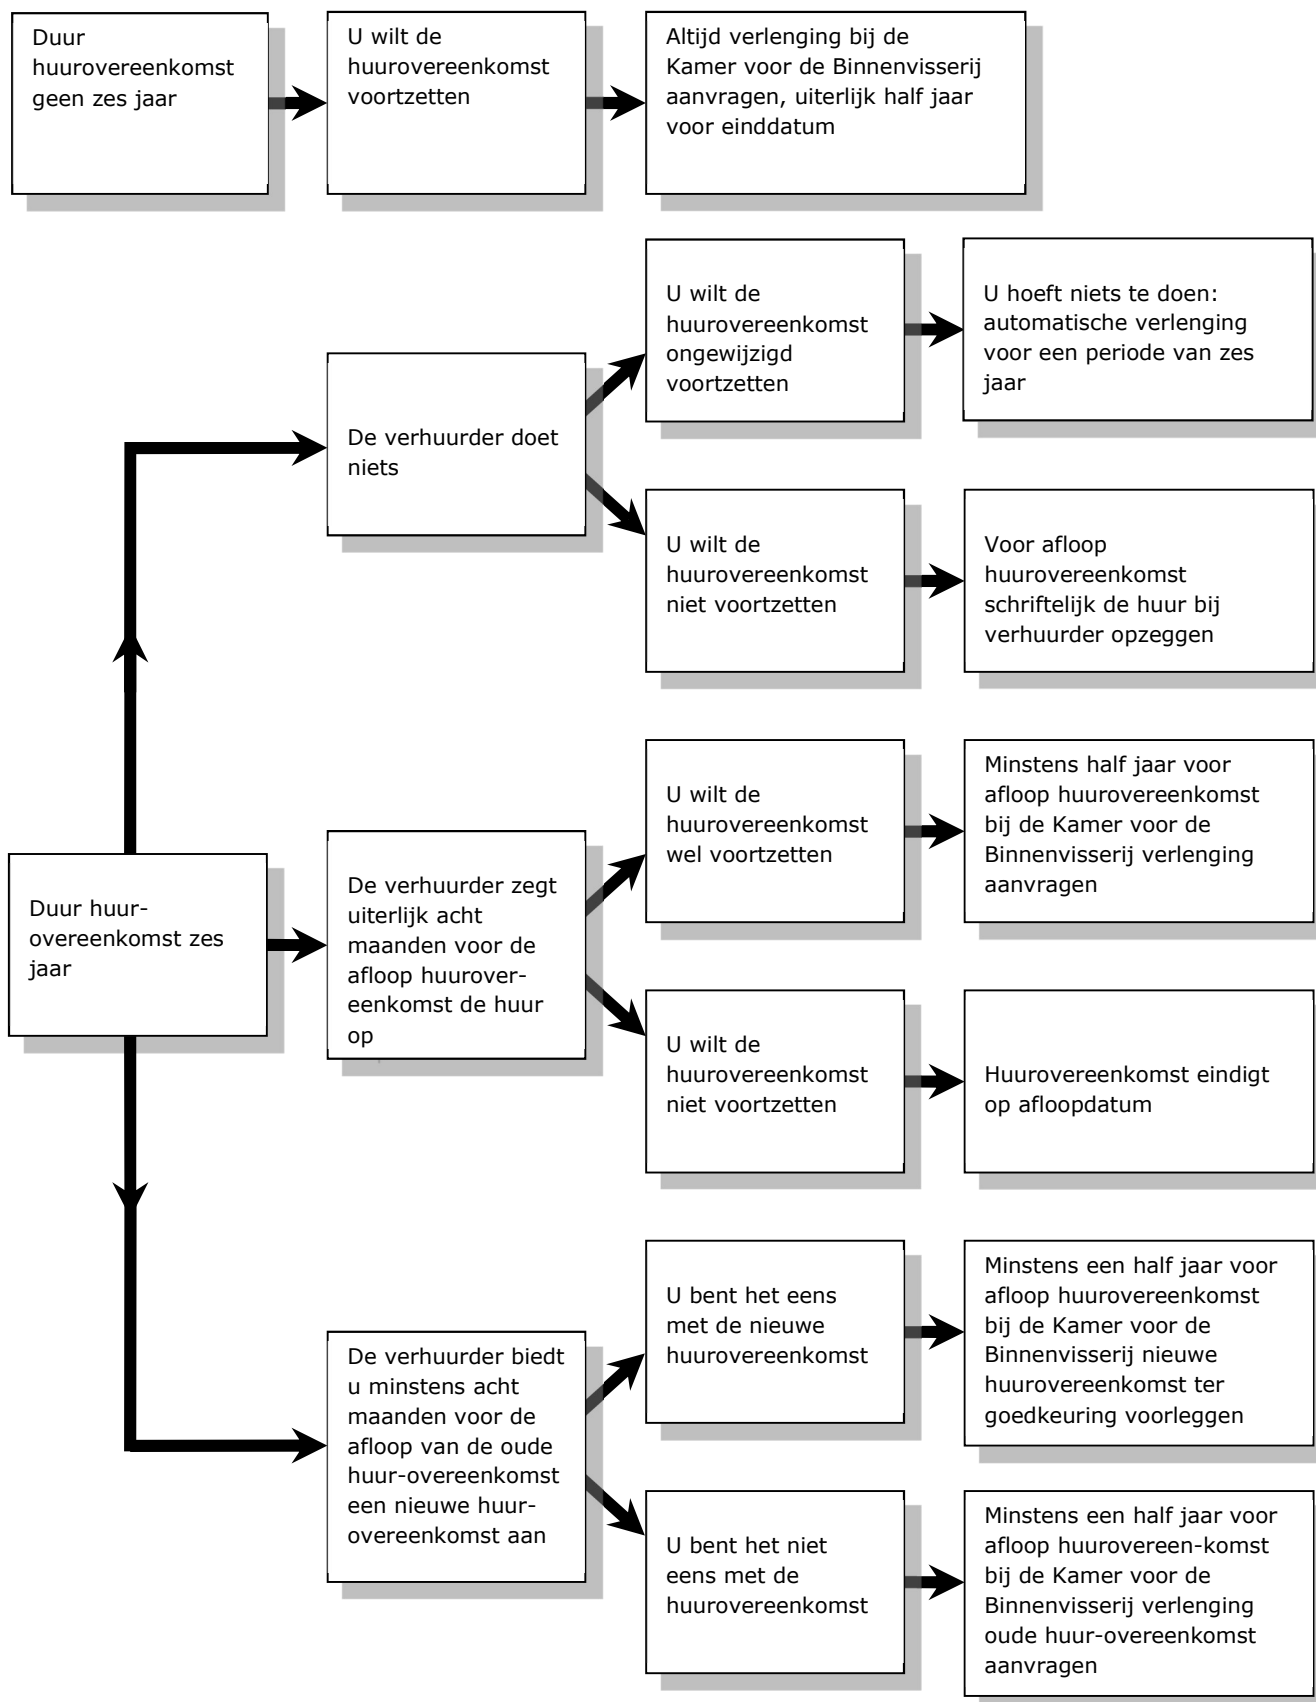 Duur
huurovereenkomst
geen zes jaar
U wilt de
huurovereenkomst
voortzetten
Altijd verlenging bij de
Kamer voor de Binnenvisserij
aanvragen, uiterlijk half jaar
voor einddatum
Duur huur-
overeenkomst zes
jaar
De verhuurder doet
niets
U wilt de
huurovereenkomst
ongewijzigd
voortzetten
U hoeft niets te doen:
automatische verlenging
voor een periode van zes
jaar
U wilt de
huurovereenkomst
niet voortzetten
Voor afloop
huurovereenkomst
schriftelijk de huur bij
verhuurder opzeggen
De verhuurder zegt
uiterlijk acht
maanden voor de
afloop huurover-
eenkomst de huur
op
U wilt de
huurovereenkomst
wel voortzetten
Minstens half jaar voor
afloop huurovereenkomst
bij de Kamer voor de
Binnenvisserij verlenging
aanvragen
U wilt de
huurovereenkomst
niet voortzetten
Huurovereenkomst eindigt
op afloopdatum
De verhuurder biedt
u minstens acht
maanden voor de
afloop van de oude
huur-overeenkomst
een nieuwe huur-
overeenkomst aan
U bent het eens
met de nieuwe
huurovereenkomst
Minstens een half jaar voor
afloop huurovereenkomst
bij de Kamer voor de
Binnenvisserij nieuwe
huurovereenkomst ter
goedkeuring voorleggen
U bent het niet
eens met de
huurovereenkomst
Minstens een half jaar voor
afloop huurovereen-komst
bij de Kamer voor de
Binnenvisserij verlenging
oude huur-overeenkomst
aanvragen